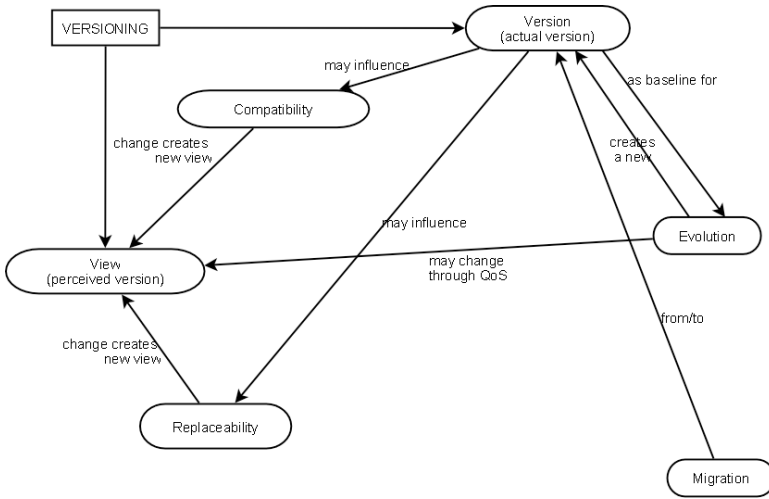 VERSIONING
Version
(actual version)
may influence
as baseline for
Compatibility
change creates
new view
creates
a new
may influence
Evolution
View
(perceived version)
may change
through QoS
from/to
change creates
new view
Replaceability
Migration